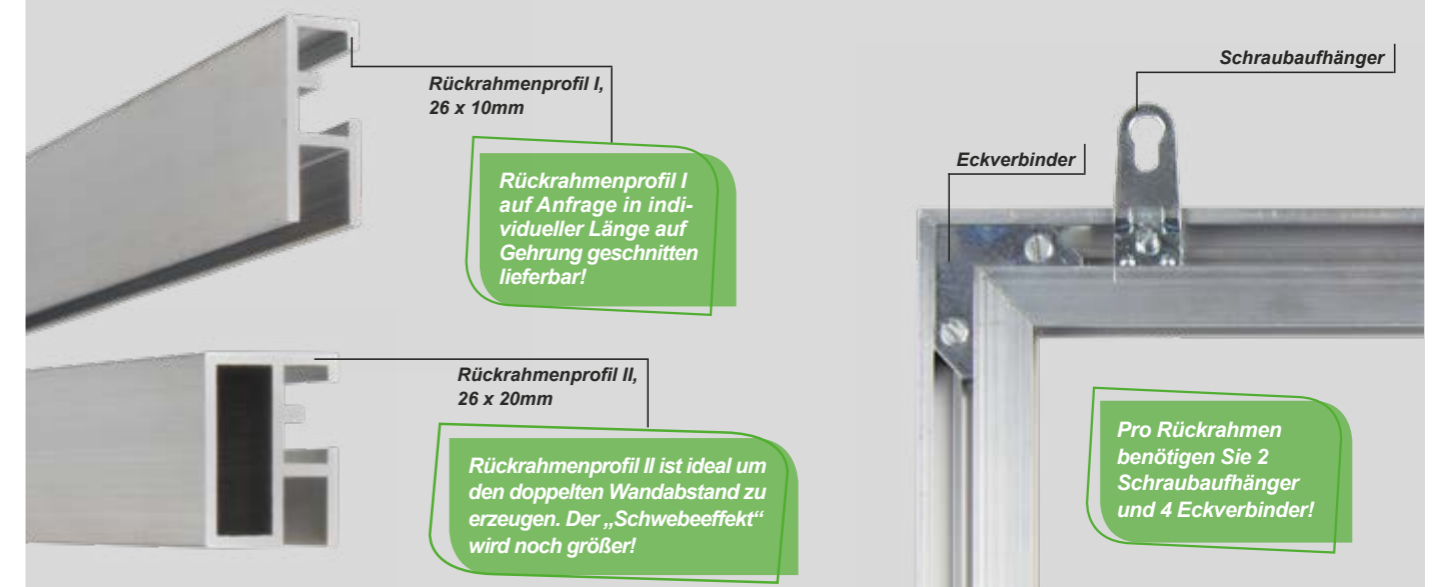 Rückrahmenprofil I,
26 x 10mm
Rückrahmenprofil I
auf Anfrage in indi-
vidueller Länge auf
Gehrung geschnitten
lieferbar!
Rückrahmenprofil II,
26 x 20mm
Rückrahmenprofil II ist ideal um
den doppelten Wandabstand zu
erzeugen. Der „Schwebeeffekt“
wird noch größer!
Schraubaufhänger
Eckverbinder
Pro Rückrahmen
benötigen Sie 2
Schraubaufhänger
und 4 Eckverbinder!